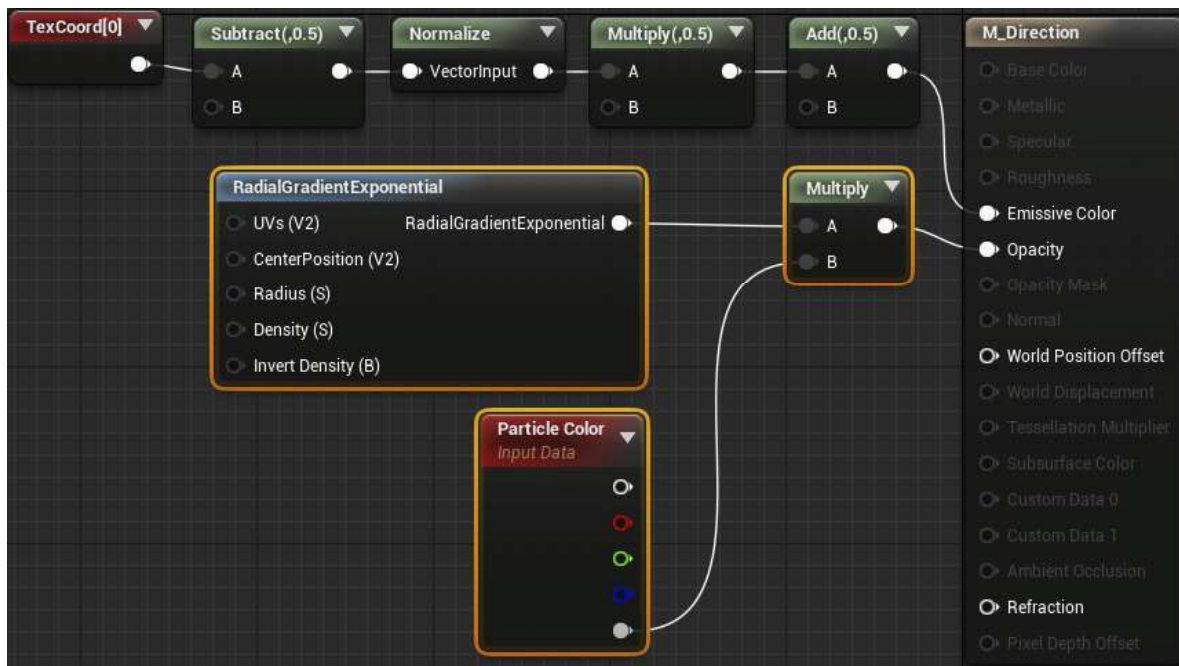 TexCoord[0]
Subtract(,0.5)
A
B
Normalize
VectorInput
Multiply(,0.5)
A
B
Add(,0.5)
A
B
RadialGradientExponential
UVs (V2)
RadialGradientExponential
CenterPosition (V2)
Radius (S)
Density (S)
Invert Density (B)
Multiply
A
B
Particle Color
Input Data
M_Direction
Base Color
Metallic
Specular
Roughness
Emissive Color
Opacity
Opacity Mask
Normal
World Position Offset
World Displacement
Tessellation Multiplier
Subsurface Color
Custom Data 0
Custom Data 1
Ambient Occlusion
Refraction
Pixel Depth Offset